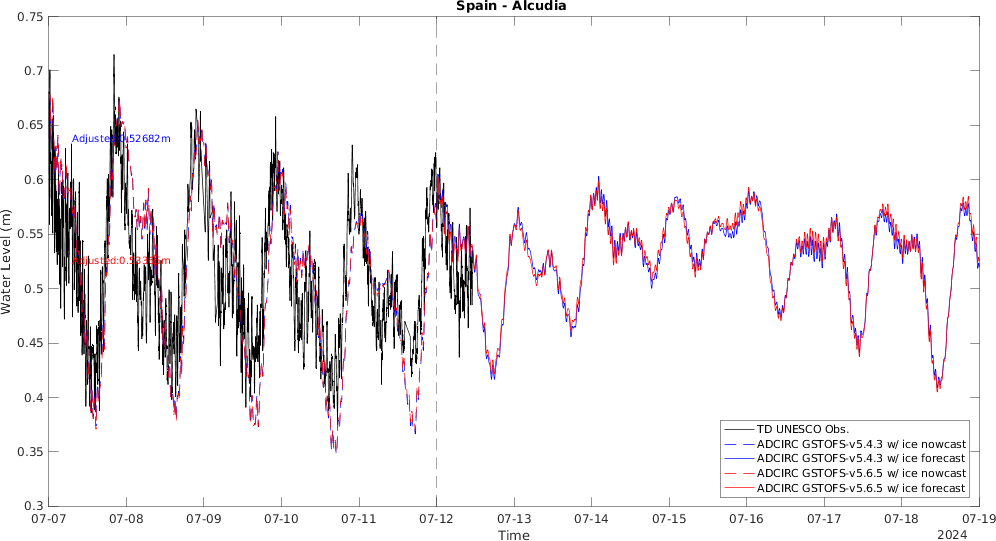 Spain - Alcudia
0.75
0.7
0.65
0.6
0.55
0.5
0.45
0.4
0.35
0.3
Water Level (m)
Adjusted:0.52682m
TD UNESCO Obs.
ADCIRC GSTOFS-v5.4.3 w/ ice nowcast
ADCIRC GSTOFS-v5.4.3 w/ ice forecast
ADCIRC GSTOFS-v5.6.5 w/ ice nowcast
ADCIRC GSTOFS-v5.6.5 w/ ice forecast
07-07 07-08 07-09 07-10 07-11 07-12 07-13 07-14 07-15 07-16 07-17 07-18 07-19
Time
2024